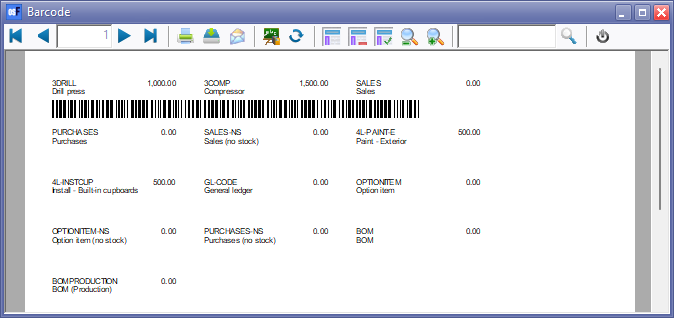 Barcode
1
3DRILL 1,000.00 3COMP 1,500.00 SALES 0.00
Drill press Compressor Sales
PURCHASES 0.00 SALES-NS 0.00 4L-PAINT-E 500.00
Purchases Sales (no stock) Paint - Exterior
4L-INSTCUP 500.00 GL-CODE 0.00 OPTIONITEM 0.00
Install - Built-in cupboards General ledger Option item
OPTIONITEM-NS 0.00 PURCHASES-NS 0.00 BOM 0.00
Option item (no stock) Purchases (no stock) BOM
BOMPRODUCTION 0.00
BOM (Production)